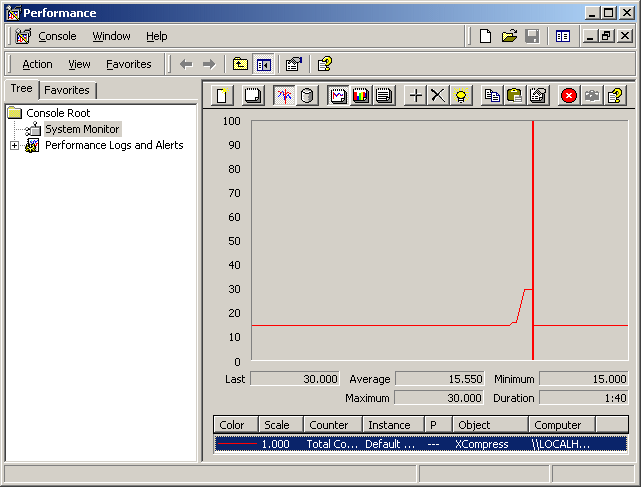 Performance
Console Window Help
Action View Favorites
Tree Favorites
Console Root
System Monitor
Performance Logs and Alerts
100
90
80
70
60
50
40
30
20
10
0
Last 30.000 Average 15.550 Minimum 15.000
Maximum 30.000 Duration 1:40
Color Scale Counter Instance P Object Computer
1.000 Total Co... Default ... --- XCompress \\LOCALH...